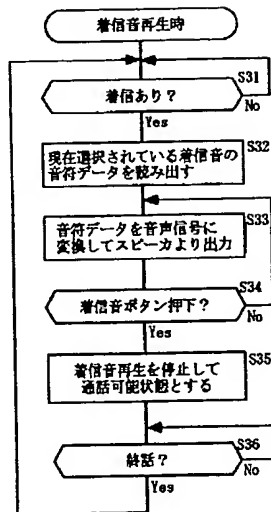 着信音再生時
S31
着信あり？
No
Yes
S32
現在選択されている着信音の
音符データを読み出す
S33
音符データを音声信号に
変換してスピーカより出力
S34
着信音ボタン押下？
No
Yes
S35
着信音再生を停止して
通話可能状態とする
S36
終話？
No
Yes